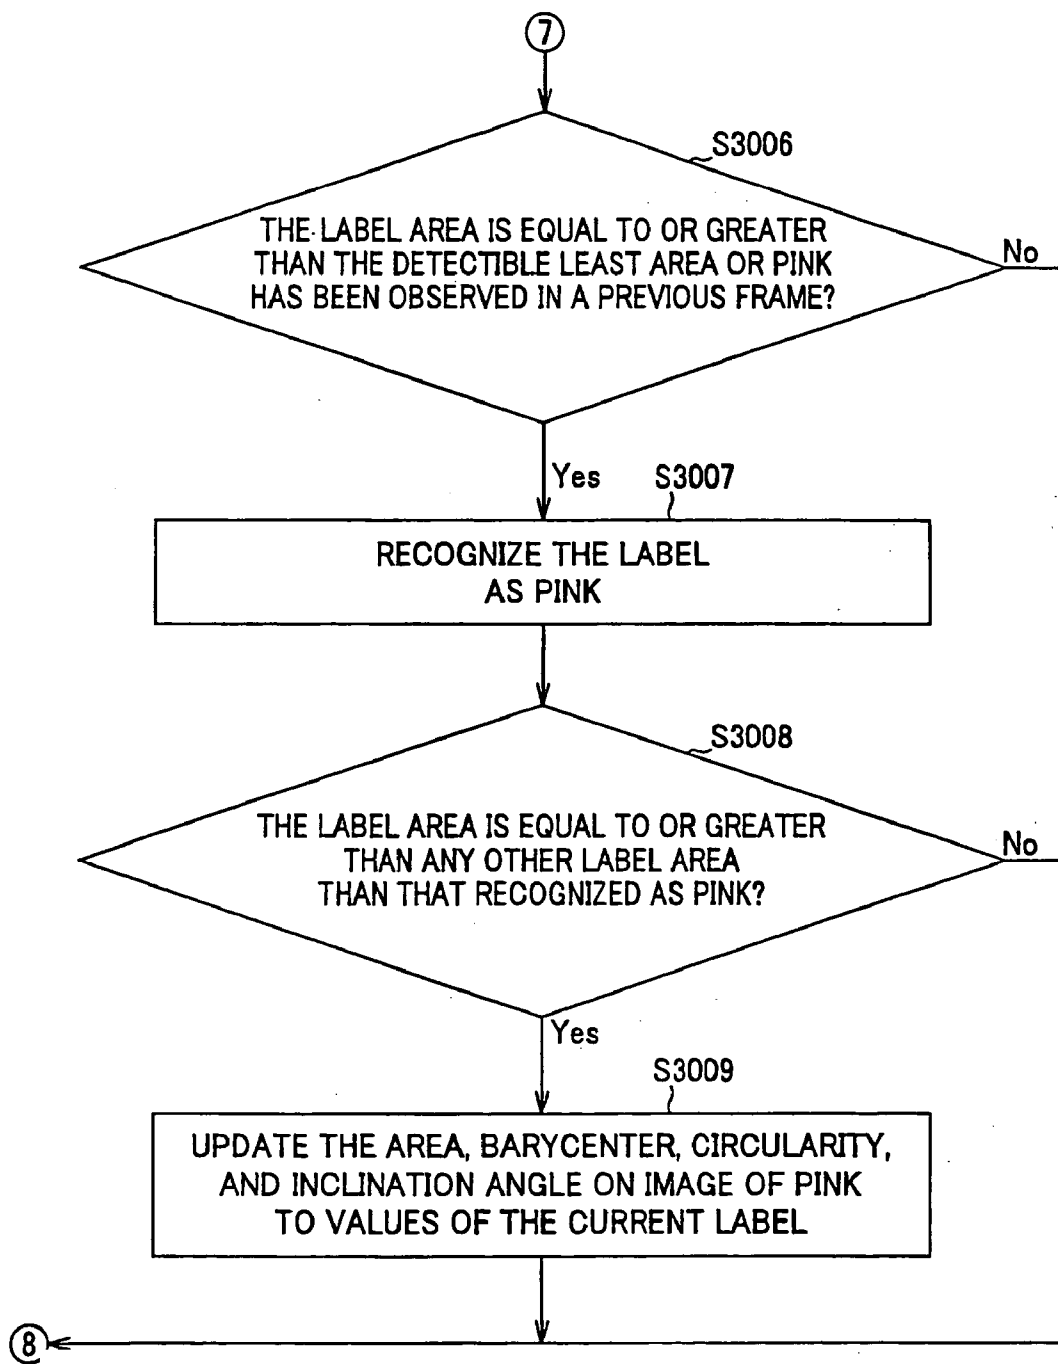 7
S3006
THE LABEL AREA IS EQUAL TO OR GREATER
THAN THE DETECTIBLE LEAST AREA OR PINK
HAS BEEN OBSERVED IN A PREVIOUS FRAME?
No
Yes
S3007
RECOGNIZE THE LABEL
AS PINK
S3008
THE LABEL AREA IS EQUAL TO OR GREATER
THAN ANY OTHER LABEL AREA
THAN THAT RECOGNIZED AS PINK?
No
Yes
S3009
UPDATE THE AREA, BARYCENTER, CIRCULARITY,
AND INCLINATION ANGLE ON IMAGE OF PINK
TO VALUES OF THE CURRENT LABEL
8